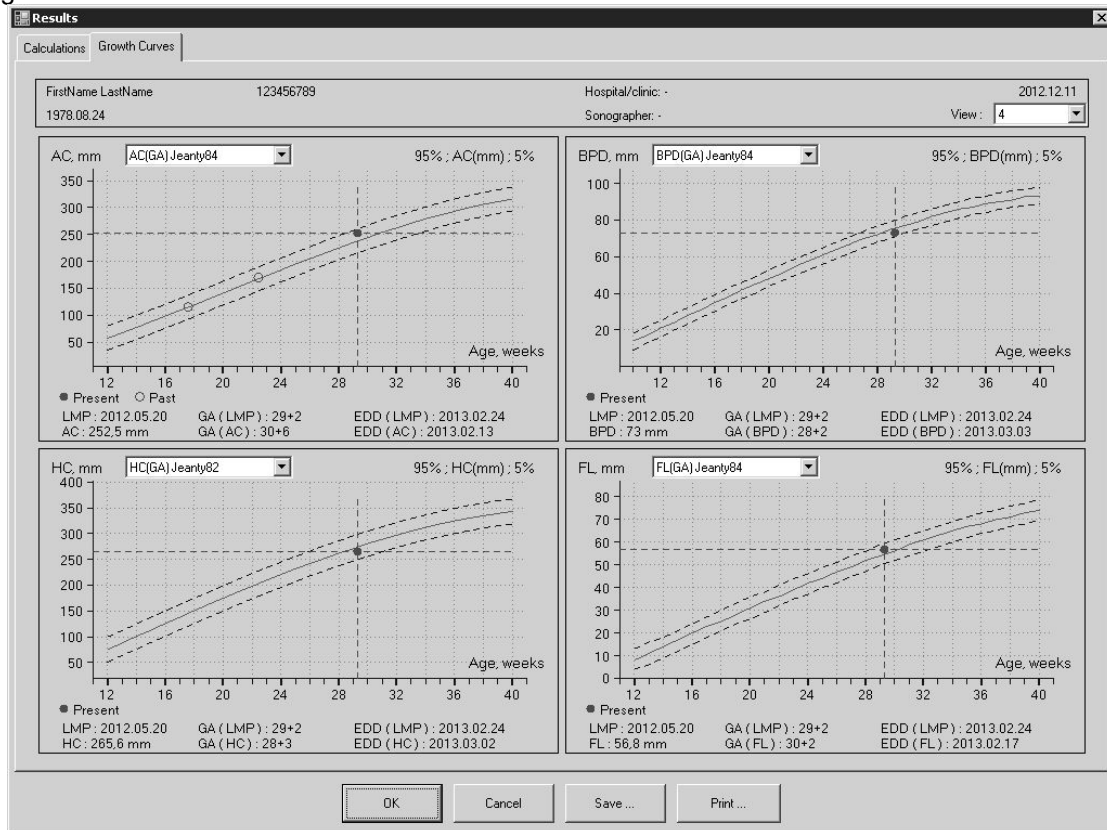 Results
Calculations Growth Curves
FirstName LastName 123456789 Hospital/clinic: - 2012.12.11
1978.08.24 Sonographer: - View : 4
AC, mm AC(GA) Jeanty84 95% ; AC(mm) ; 5%
350
300
250
200
150
100
50
Age, weeks
12 16 20 24 28 32 36 40
Present Past
LMP : 2012.05.20 GA ( LMP ) : 29+2 EDD ( LMP ) : 2013.02.24
AC : 252,5 mm GA ( AC ) : 30+6 EDD ( AC ) : 2013.02.13
BPD, mm BPD(GA) Jeanty84 95% ; BPD(mm) ; 5%
100
80
60
40
20
Age, weeks
12 16 20 24 28 32 36 40
Present
LMP : 2012.05.20 GA ( LMP ) : 29+2 EDD ( LMP ) : 2013.02.24
BPD : 73 mm GA ( BPD ) : 28+2 EDD ( BPD ) : 2013.03.03
HC, mm HC(GA) Jeanty82 95% ; HC(mm) ; 5%
400
350
300
250
200
150
100
50
Age, weeks
12 16 20 24 28 32 36 40
Present
LMP : 2012.05.20 GA ( LMP ) : 29+2 EDD ( LMP ) : 2013.02.24
HC : 265,6 mm GA ( HC ) : 28+3 EDD ( HC ) : 2013.03.02
FL, mm FL(GA) Jeanty84 95% ; FL(mm) ; 5%
80
70
60
50
40
30
20
10
0
Age, weeks
12 16 20 24 28 32 36 40
Present
LMP : 2012.05.20 GA ( LMP ) : 29+2 EDD ( LMP ) : 2013.02.24
FL : 56,8 mm GA ( FL ) : 30+2 EDD ( FL ) : 2013.02.17
OK Cancel Save ... Print ...